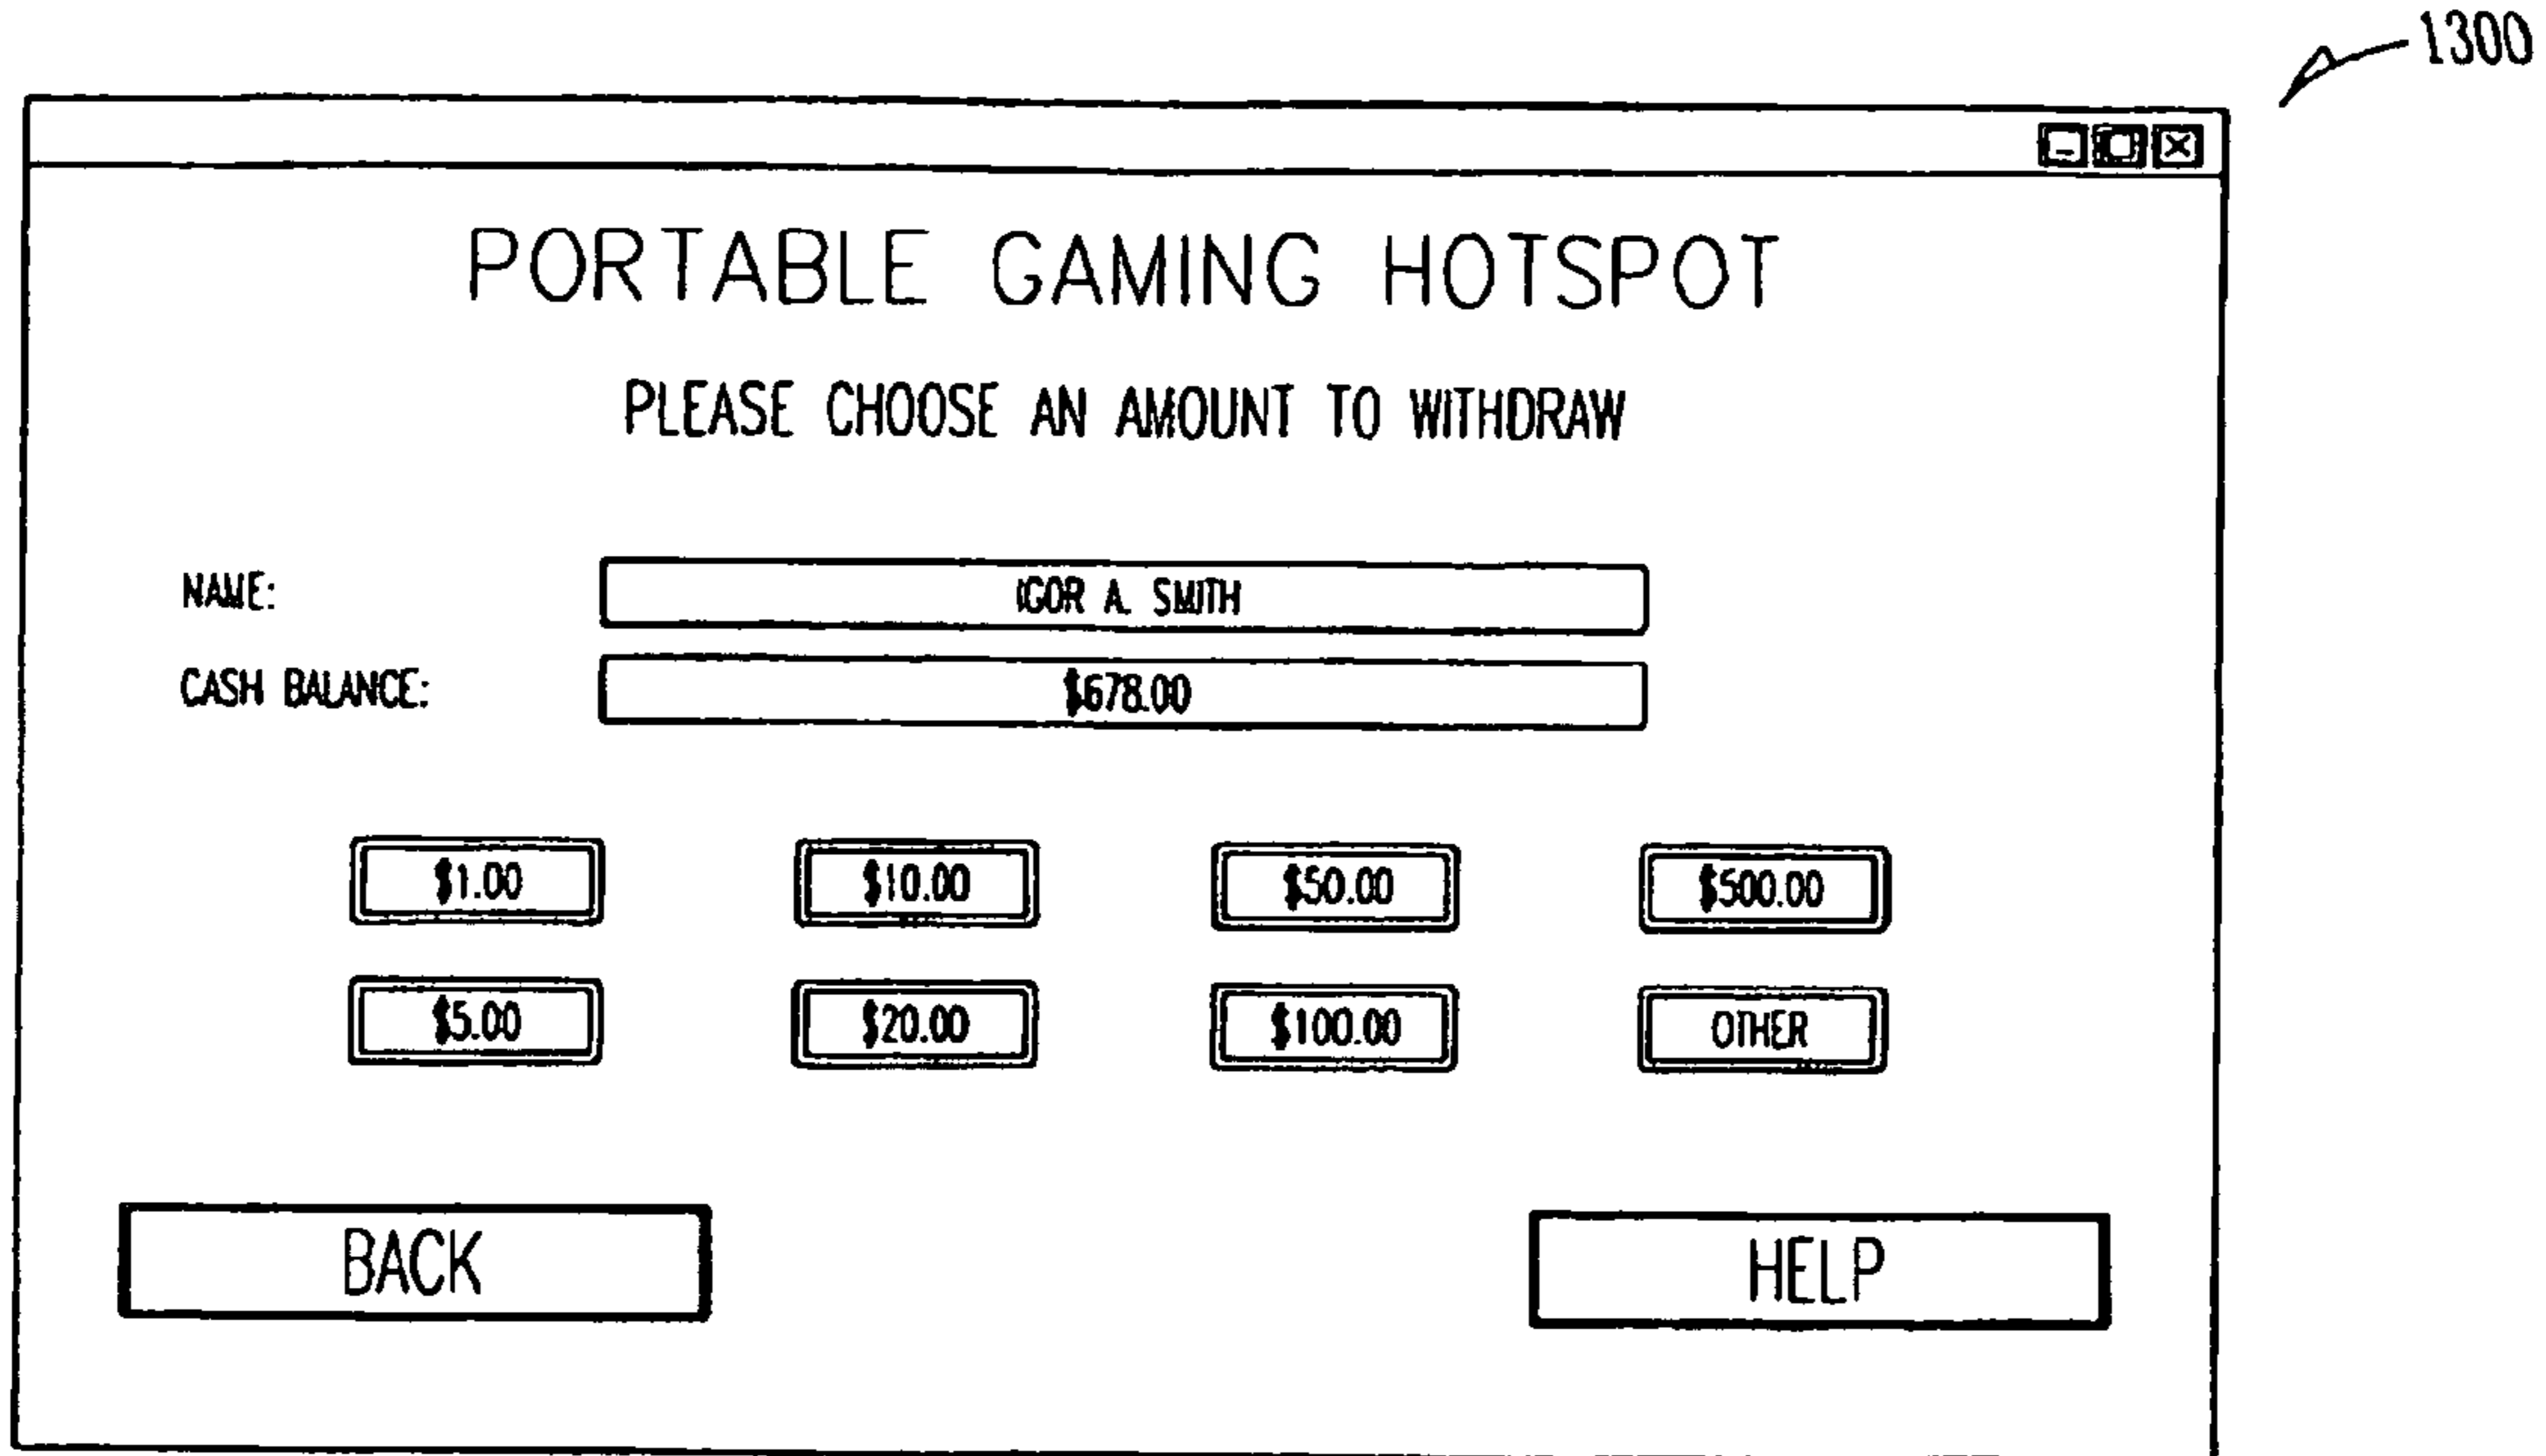 1300
PORTABLE GAMING HOTSPOT
PLEASE CHOOSE AN AMOUNT TO WITHDRAW
NAME: IGOR A. SMITH
CASH BALANCE: $678.00
$1.00 $10.00 $50.00 $500.00
$5.00 $20.00 $100.00 OTHER
BACK HELP